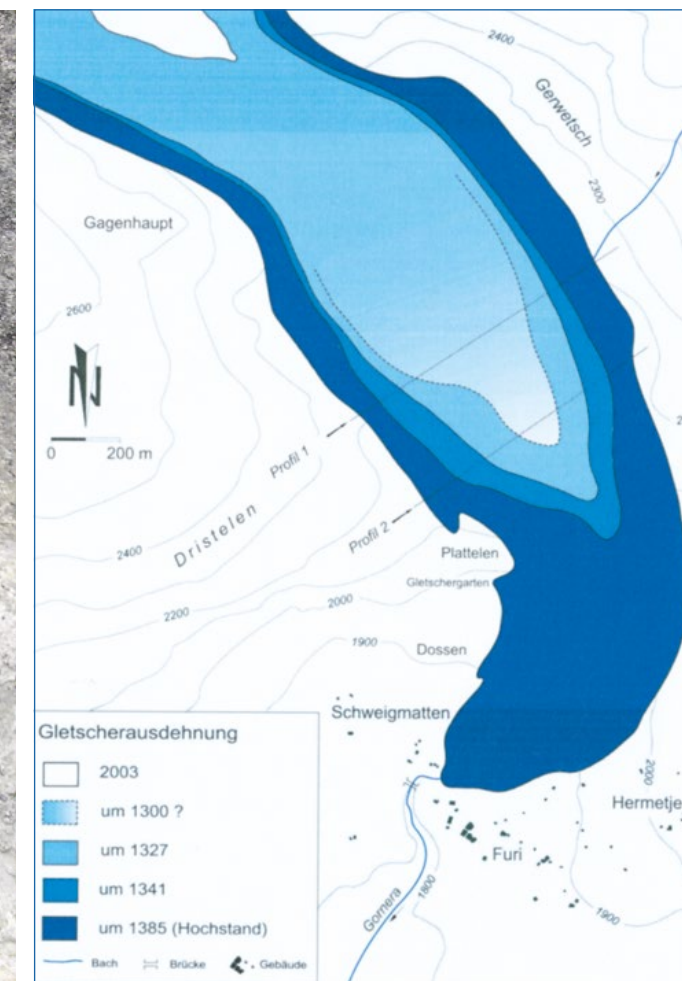 2400
Gerwetsch
2300
Gagenhaupt
2600
N
0 200 m
Profil 1
Dristelen
Profil 2
2400
Plattelen
Gletschergarten
2200
2000
1900
Dossen
Schweigmatten
Gletscherausdehnung
2003
um 1300 ?
um 1327
um 1341
um 1385 (Hochstand)
Bach
Brücke
Gebäude
2000
Hermetje
Furi
Gornera
1800
1900